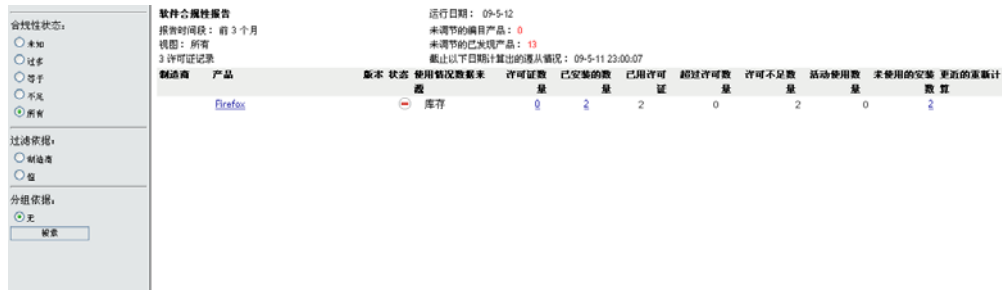 合规性状态:
未知
过多
等于
不足
所有
过滤依据:
制造商
值
分组依据:
无
搜索
软件合规性报告
运行日期: 09-5-12
报告时间段: 前 3 个月
未调节的编目产品: 0
视图: 所有
未调节的已发现产品: 13
3 许可证记录
截止以下日期计算出的遵从情况: 09-5-11 23:00:07
制造商 产品 版本 状态 使用情况数据来源 许可证数量 已安装的数量 已用许可证 超过许可数量 许可不足数量 活动使用数量 未使用的安装数 更近的重新计算
Firefox 库存 0 2 2 0 2 0 2